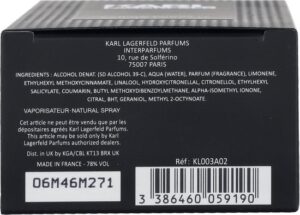 KARL LAGERFELD PARFUMS
INTERPARFUMS
10, rue de Solférino
75007 PARIS
INGREDIENTS: ALCOHOL DENAT. (SD ALCOHOL 39-C), AQUA (WATER), PARFUM (FRAGRANCE), LIMONENE,
ETHYLHEXYL METHOXYCINNAMATE, LINALOOL, HYDROXYCITRONELLAL, CITRONELLOL, COUMARIN,
ETHYLHEXYL SALICYLATE, BUTYL METHOXYDIBENZOYLMETHANE, ALPHA-ISOMETHYL IONONE,
CITRAL, BHT, GERANIOL, METHYL 2-OCTYNOATE.
VAPORISATEUR - NATURAL SPRAY
Cet article ne peut être vendu que par les
dépositaires agréés Karl Lagerfeld Parfums.
This article can only be sold by Karl
Lagerfeld Parfums authorized dealers.
Dist. in UK by KGA/CBL KT13 BRX UK
MADE IN FRANCE - 78% VOL
Réf.: KL003A02
06M46M271
3 386460 059190